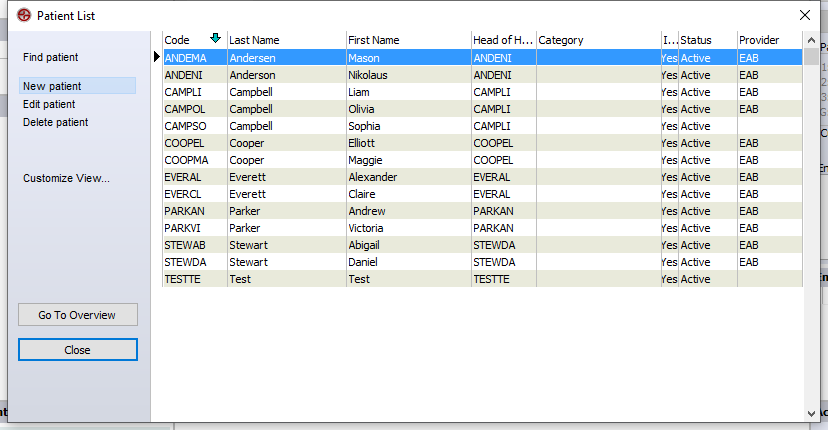 Patient List
Find patient
New patient
Edit patient
Delete patient
Customize View...
Go To Overview
Close
Code Last Name First Name Head of H... Category I... Status Provider
ANDEMA Andersen Mason ANDENI Yes Active EAB
ANDENI Anderson Nikolaus ANDENI Yes Active EAB
CAMPLI Campbell Liam CAMPLI Yes Active EAB
CAMPOL Campbell Olivia CAMPLI Yes Active EAB
CAMPSO Campbell Sophia CAMPLI Yes Active
COOPEL Cooper Elliott COOPEL Yes Active EAB
COOPMA Cooper Maggie COOPEL Yes Active EAB
EVERAL Everett Alexander EVERAL Yes Active EAB
EVERCL Everett Claire EVERAL Yes Active EAB
PARKAN Parker Andrew PARKAN Yes Active EAB
PARKVI Parker Victoria PARKAN Yes Active EAB
STEWAB Stewart Abigail STEWDA Yes Active EAB
STEWDA Stewart Daniel STEWDA Yes Active EAB
TESTTE Test Test TESTTE Yes Active